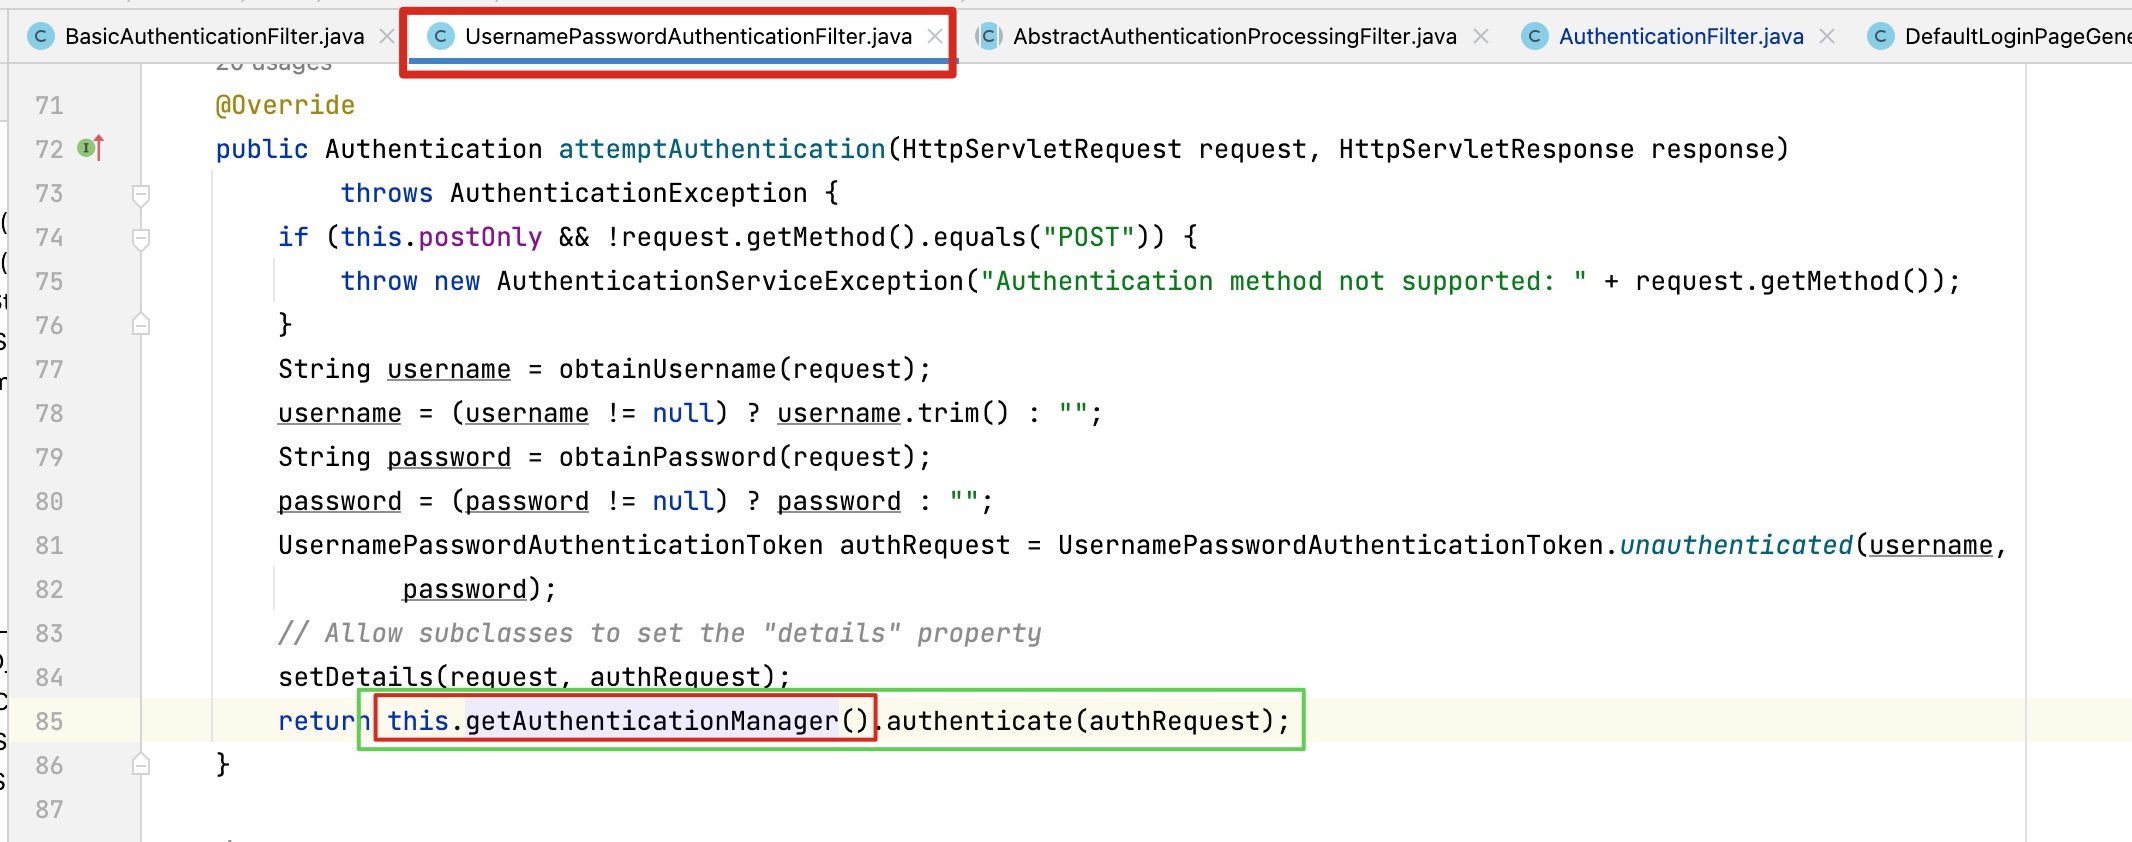 BasicAuthenticationFilter.java UsernamePasswordAuthenticationFilter.java AbstractAuthenticationProcessingFilter.java AuthenticationFilter.java DefaultLoginPageGene
20 usages
71 @Override
72 public Authentication attemptAuthentication(HttpServletRequest request, HttpServletResponse response)
73 throws AuthenticationException {
74 if (this.postOnly && !request.getMethod().equals("POST")) {
75 throw new AuthenticationServiceException("Authentication method not supported: " + request.getMethod());
76 }
77 String username = obtainUsername(request);
78 username = (username != null) ? username.trim() : "";
79 String password = obtainPassword(request);
80 password = (password != null) ? password : "";
81 UsernamePasswordAuthenticationToken authRequest = UsernamePasswordAuthenticationToken.unauthenticated(username,
82 password);
83 // Allow subclasses to set the "details" property
84 setDetails(request, authRequest);
85 return this.getAuthenticationManager().authenticate(authRequest);
86 }
87